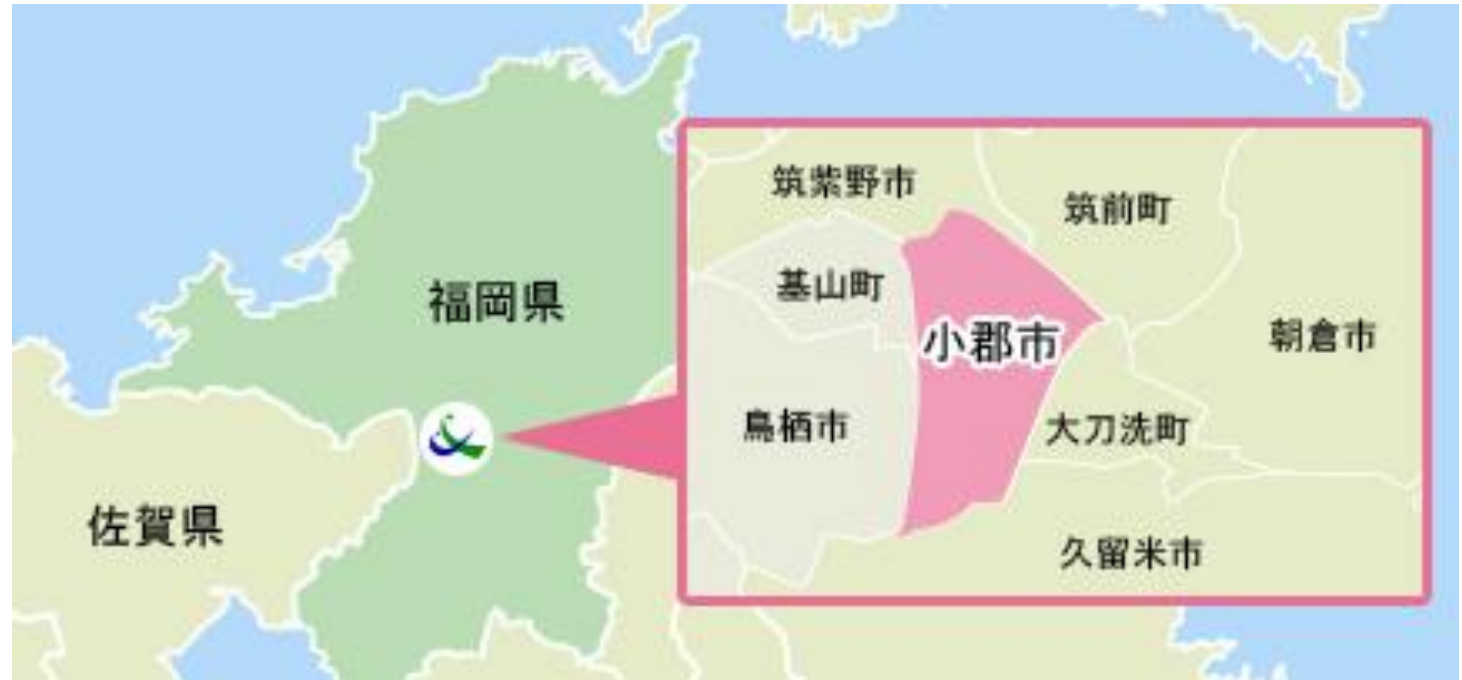 筑紫野市
筑前町
基山町
福岡県
小郡市
朝倉市
鳥栖市
大刀洗町
佐賀県
久留米市